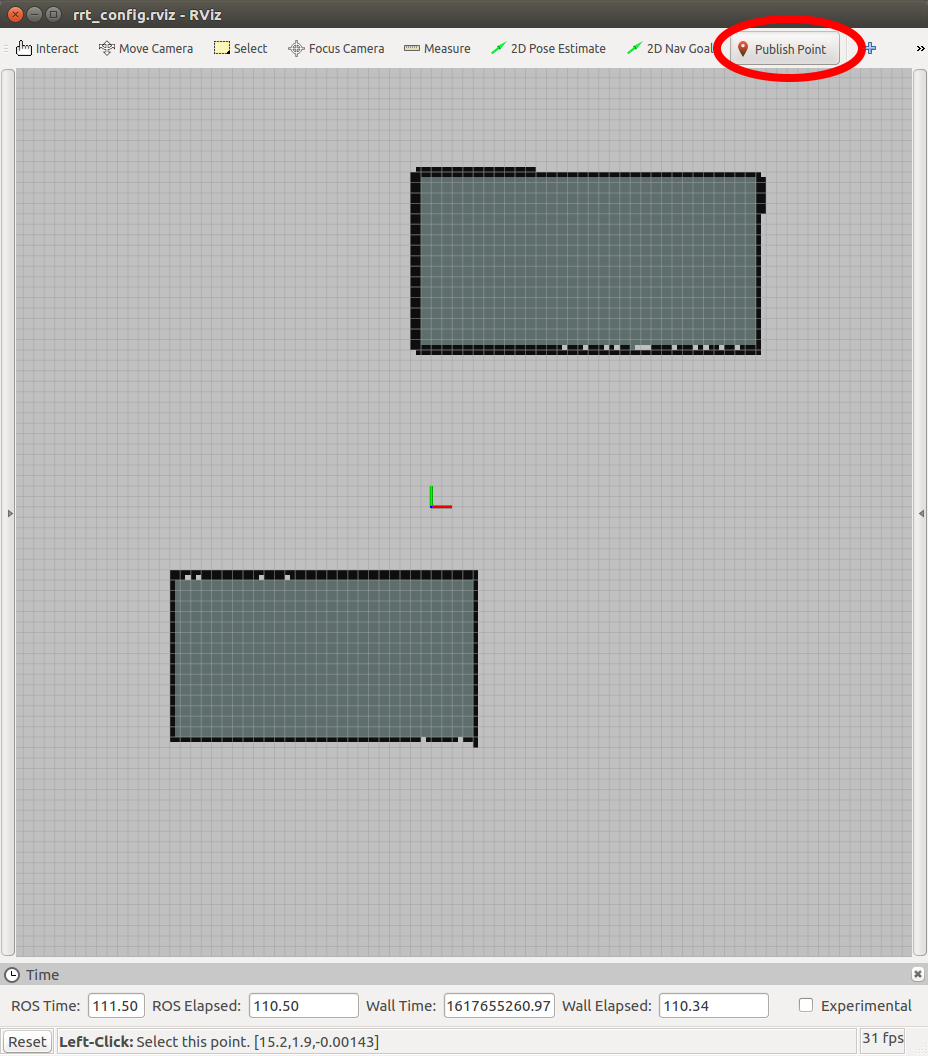 rrt_config.rviz - RViz
Interact Move Camera Select Focus Camera Measure 2D Pose Estimate 2D Nav Goal Publish Point »
Time
ROS Time: 111.50 ROS Elapsed: 110.50 Wall Time: 1617655260.97 Wall Elapsed: 110.34 Experimental
Reset Left-Click: Select this point. [15.2,1.9,-0.00143] 31 fps